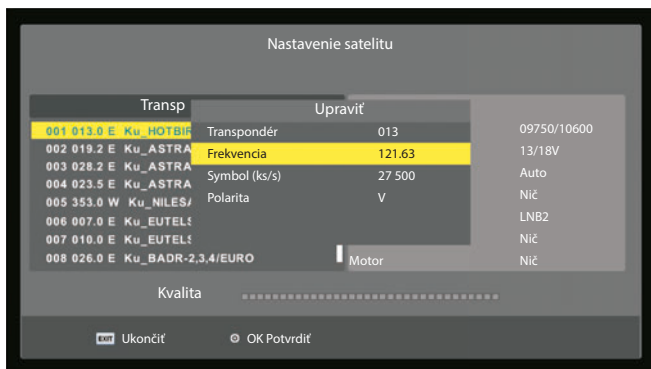 Nastavenie satelitu
Transp
Upraviť
001 013.0 E Ku_HOTBIR
002 019.2 E Ku_ASTRA
003 028.2 E Ku_ASTRA
004 023.5 E Ku_ASTRA
005 353.0 W Ku_NILES
006 007.0 E Ku_EUTELS
007 010.0 E Ku_EUTELS
008 026.0 E Ku_BADR-2,3,4/EURO
Transpondér 013
Frekvencia 121.63
Symbol (ks/s) 27 500
Polarita V
09750/10600
13/18V
Auto
Nič
LNB2
Nič
Motor Nič
Kvalita
EXIT Ukončiť OK Potvrdiť